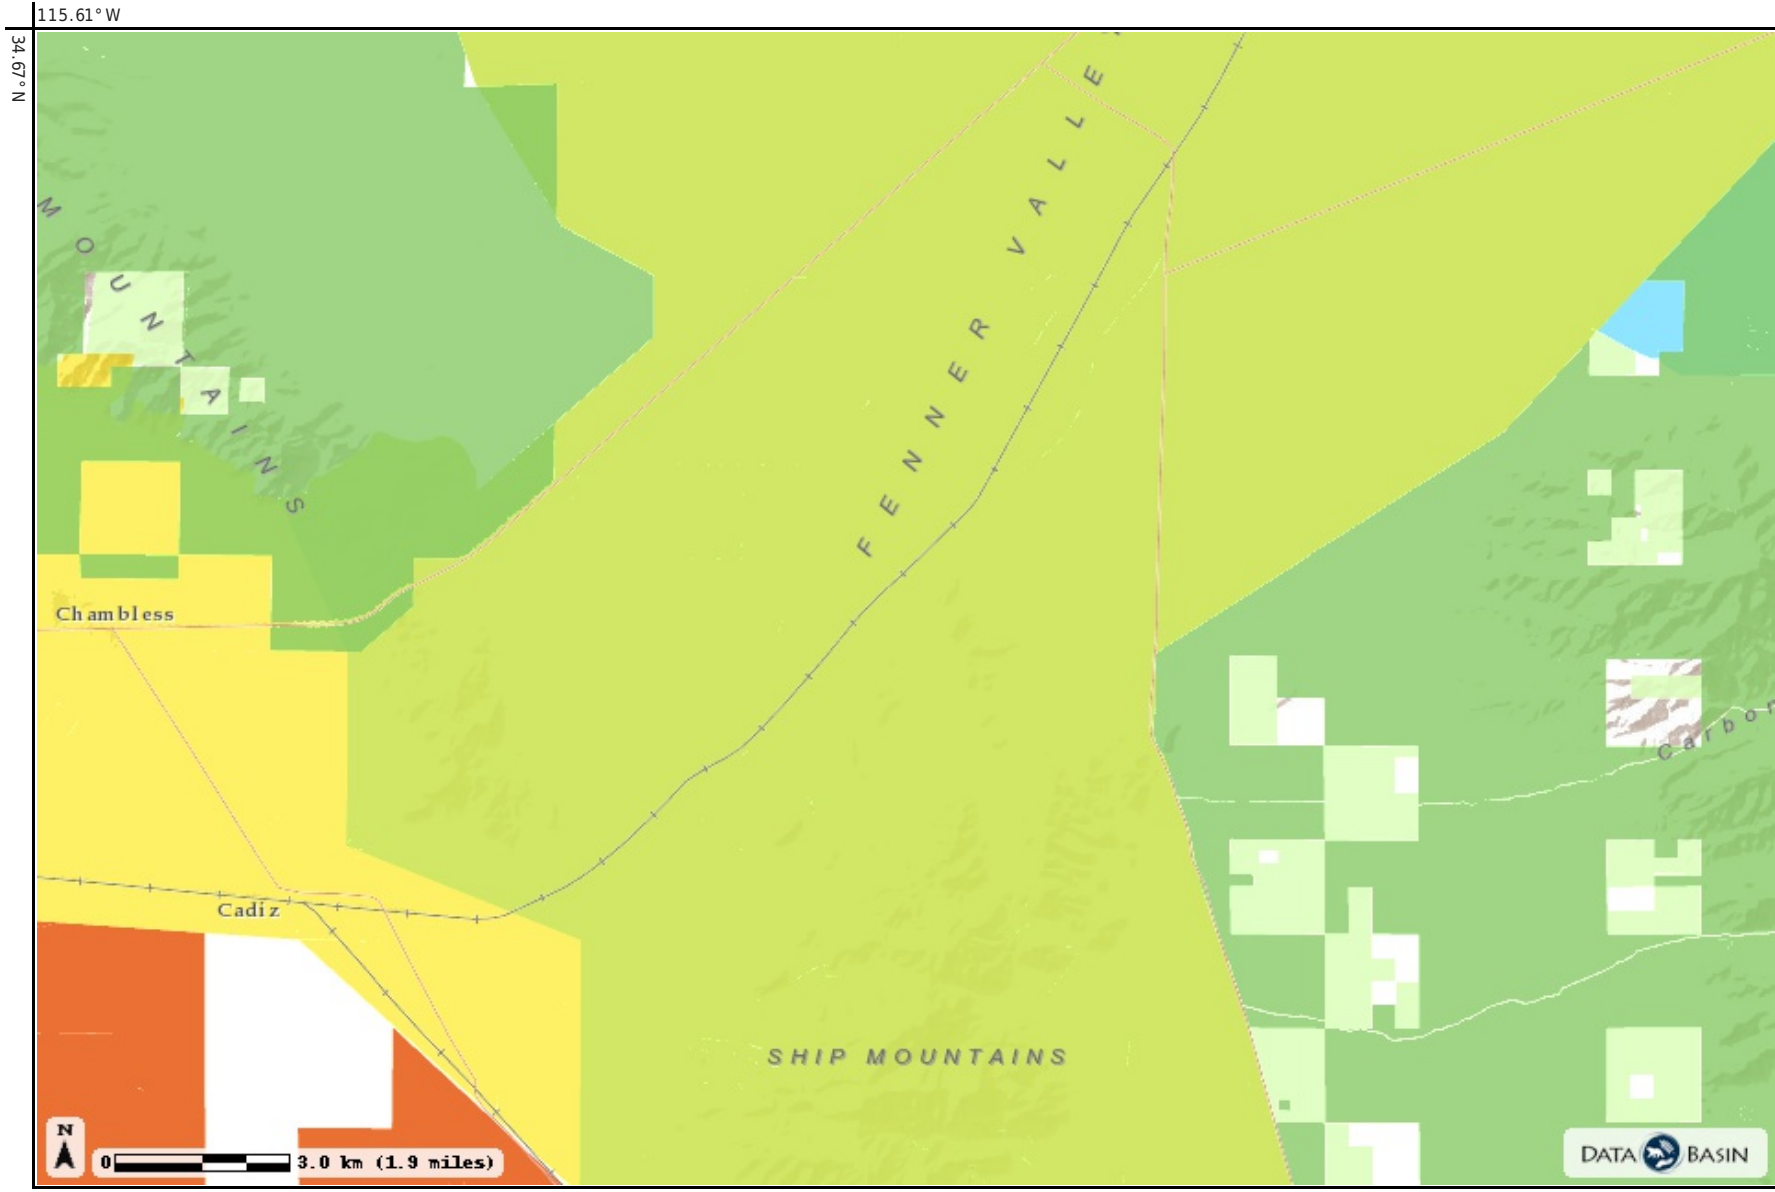 115.61° W
34.67° N
MOUNTAINS
FENNER VALLE
Chambless
Carbon
Cadiz
SHIP MOUNTAINS
N
0 3.0 km (1.9 miles)
DATA BASIN